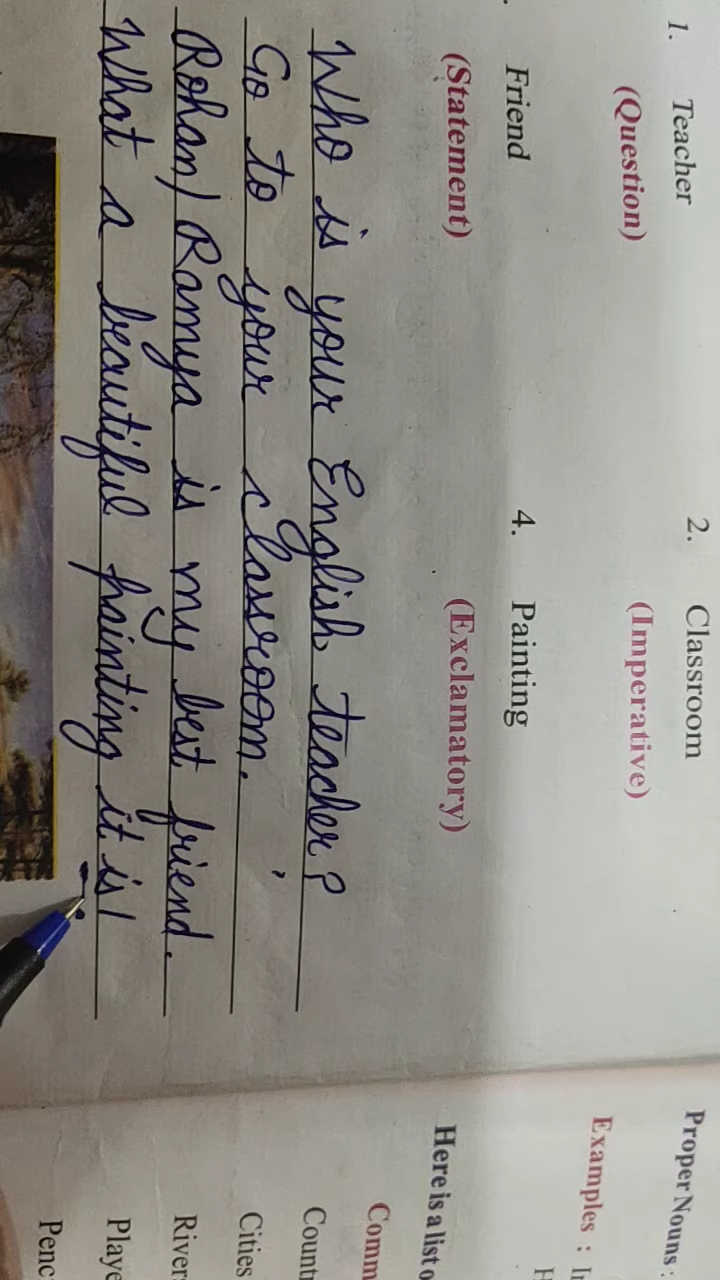 1. Teacher 2. Classroom
(Question) (Imperative)
Friend 4. Painting
(Statement) (Exclamatory)
Who is your English teacher?
Go to your classroom.
Rohan/Ramya is my best friend.
What a beautiful painting it is!
Proper Nouns :
Examples :
Here is a list
Cities